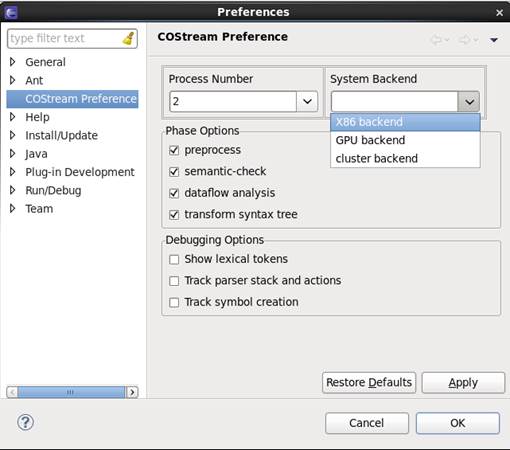 Preferences
type filter text
General
Ant
COStream Preference
Help
Install/Update
Java
Plug-in Development
Run/Debug
Team
COStream Preference
Process Number
2
System Backend
X86 backend
GPU backend
cluster backend
Phase Options
preprocess
semantic-check
dataflow analysis
transform syntax tree
Debugging Options
Show lexical tokens
Track parser stack and actions
Track symbol creation
Restore Defaults
Apply
Cancel
OK